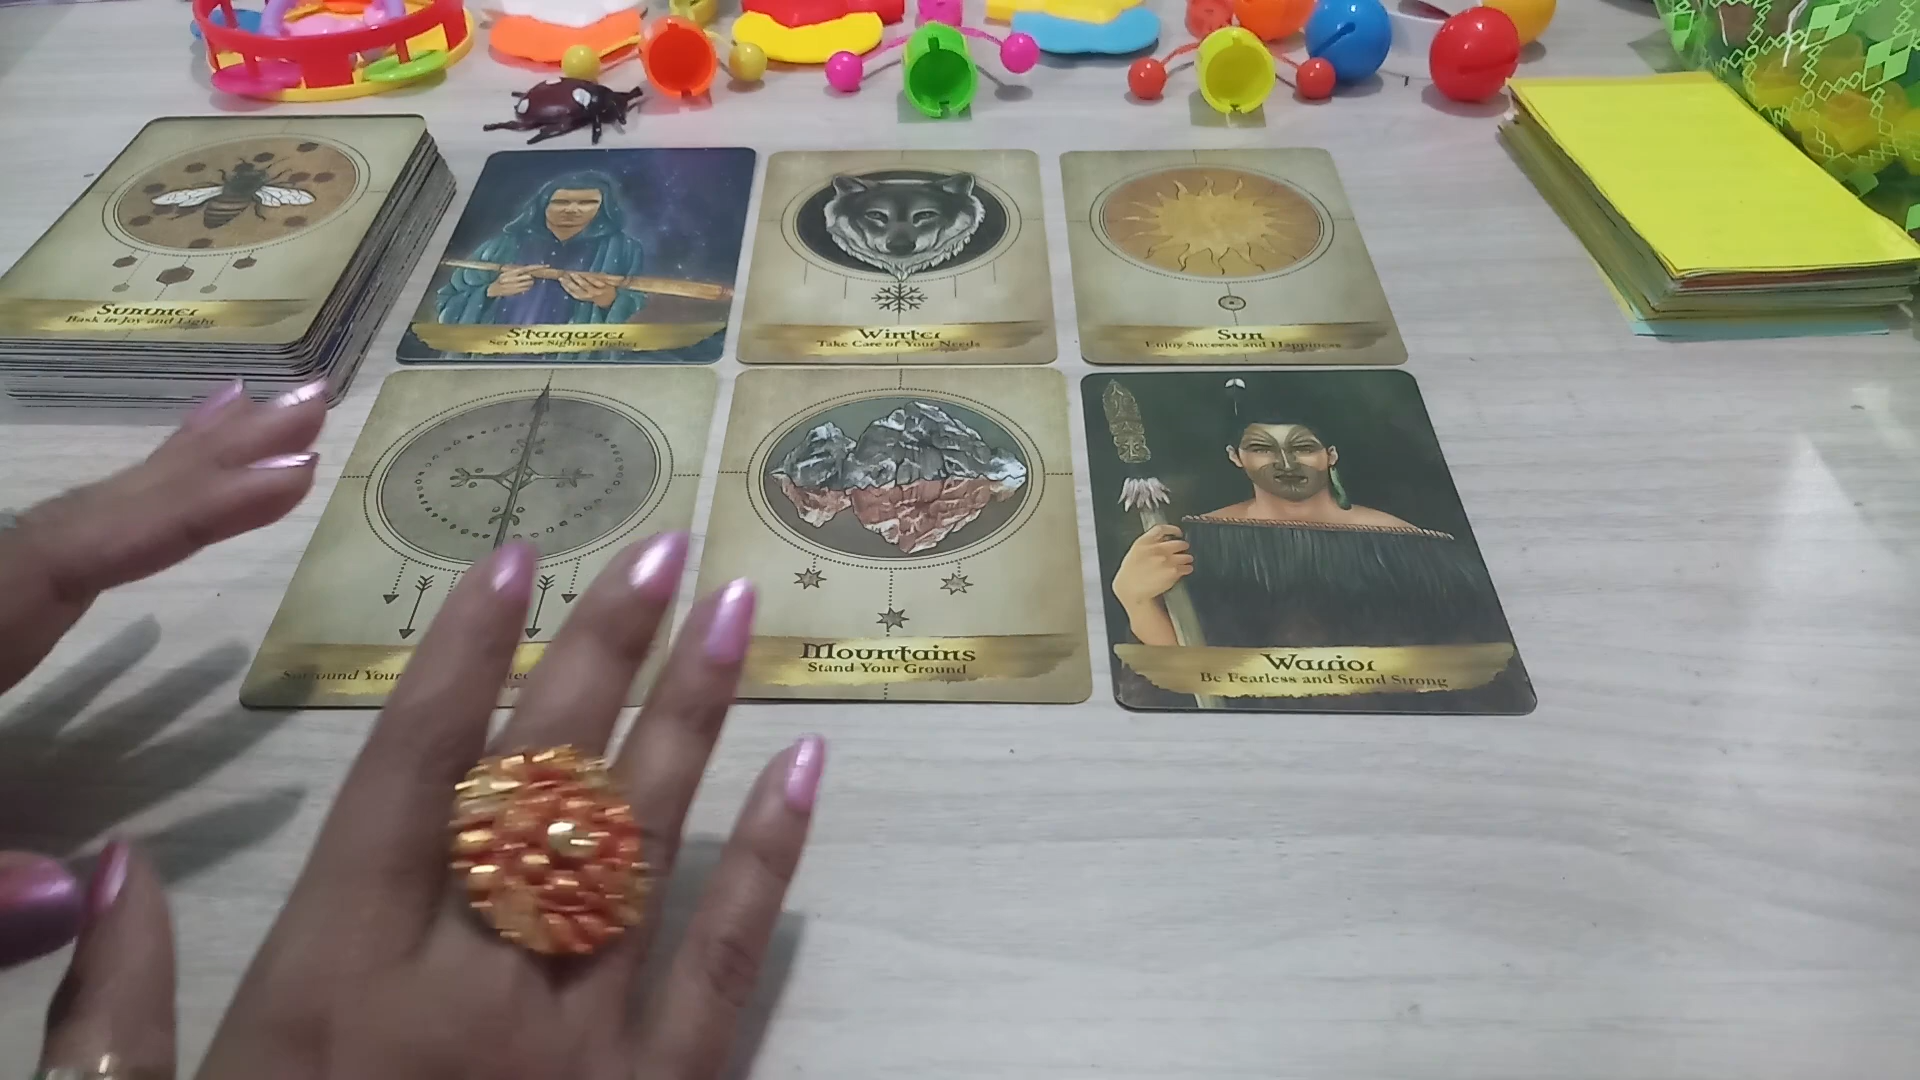 Summer
Bask in Joy and Light
Stargazer
Set Your Sights Higher
Winter
Take Care of Your Needs
Sun
Enjoy Success and Happiness
Mountains
Stand Your Ground
Warrior
Be Fearless and Stand Strong